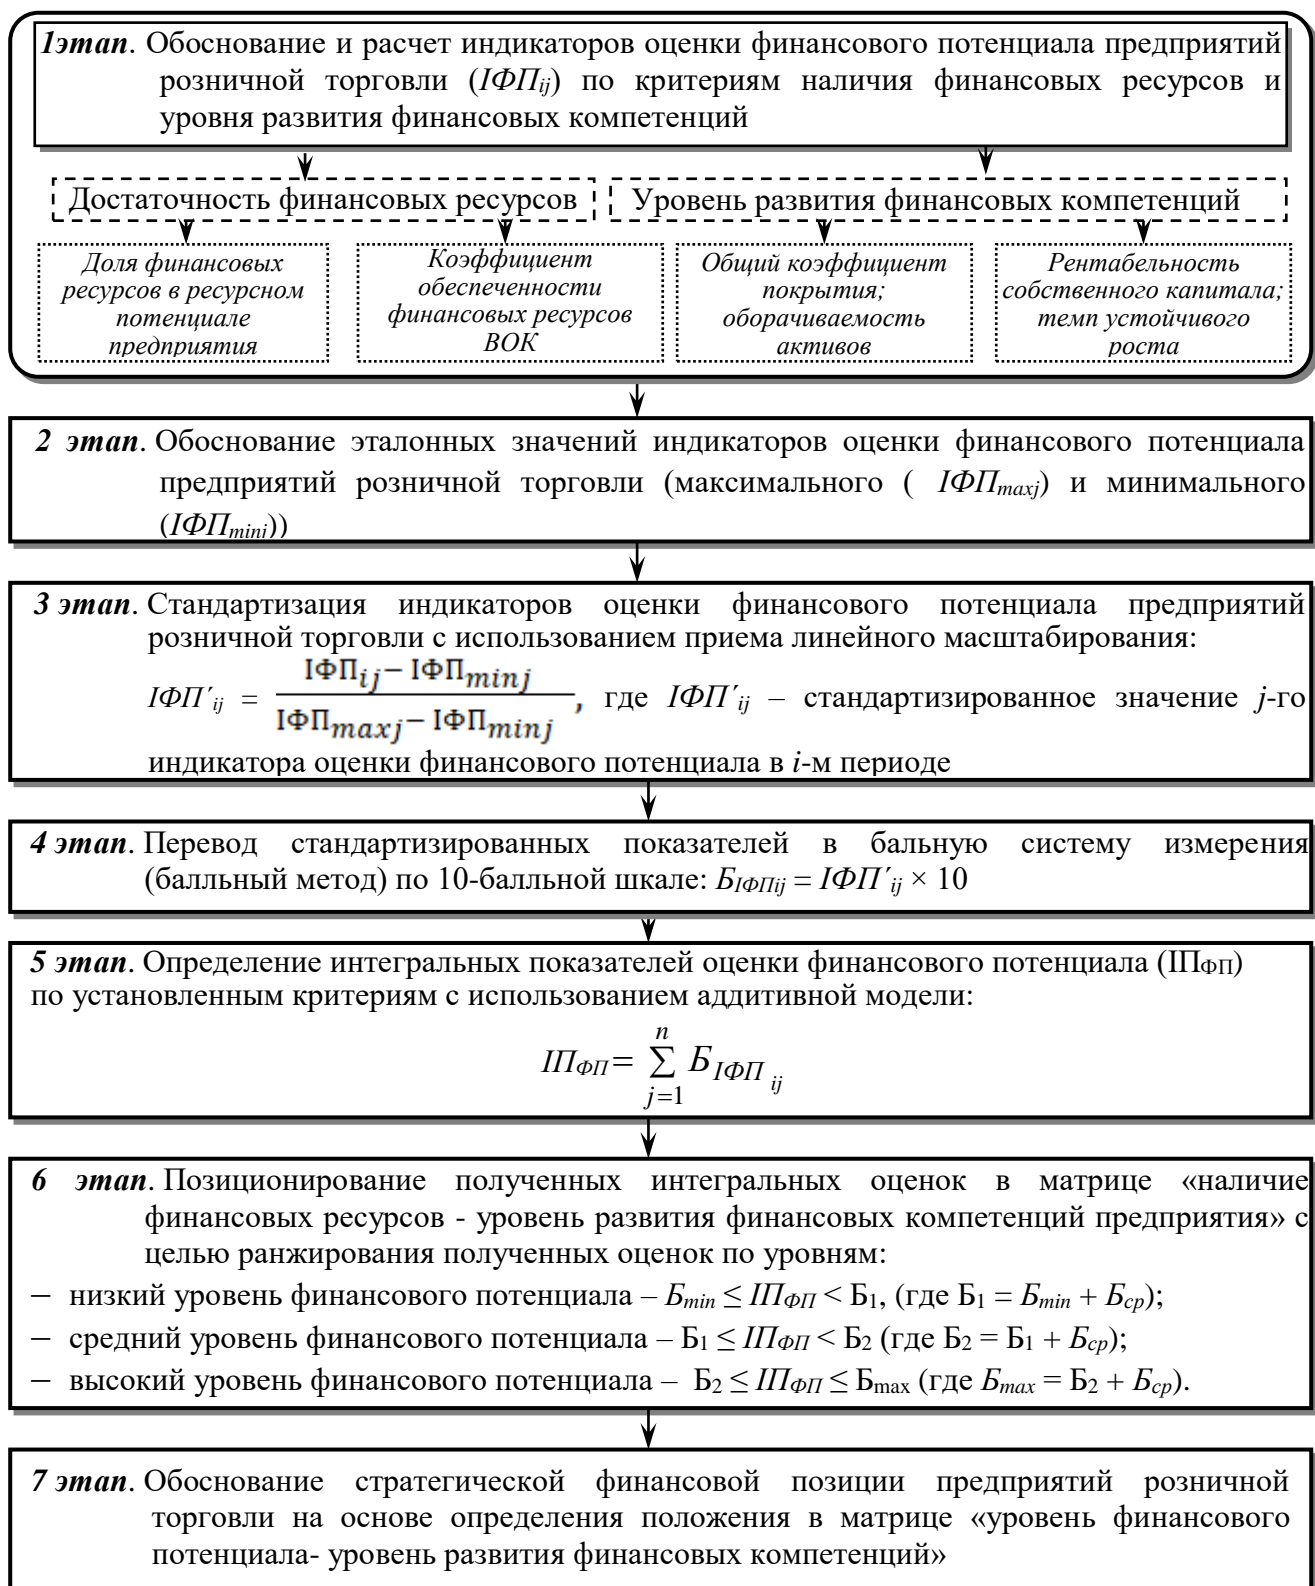 1этап. Обоснование и расчет индикаторов оценки финансового потенциала предприятий
розничной торговли (ІФПij) по критериям наличия финансовых ресурсов и
уровня развития финансовых компетенций
Достаточность финансовых ресурсов
Уровень развития финансовых компетенций
Доля финансовых
ресурсов в ресурсном
потенциале
предприятия
Коэффициент
обеспеченности
финансовых ресурсов
ВОК
Общий коэффициент
покрытия;
оборачиваемость
активов
Рентабельность
собственного капитала;
темп устойчивого
роста
2 этап. Обоснование эталонных значений индикаторов оценки финансового потенциала
предприятий розничной торговли (максимального ( ІФПmaxj) и минимального
(ІФПminj))
3 этап. Стандартизация индикаторов оценки финансового потенциала предприятий
розничной торговли с использованием приема линейного масштабирования:
ІФП′ij = (ІФПij − ІФПminj) / (ІФПmaxj − ІФПminj), где ІФП′ij – стандартизированное значение j-го
индикатора оценки финансового потенциала в i-м периоде
4 этап. Перевод стандартизированных показателей в бальную систему измерения
(балльный метод) по 10-балльной шкале: БІФПij = ІФП′ij × 10
5 этап. Определение интегральных показателей оценки финансового потенциала (ІПФП)
по установленным критериям с использованием аддитивной модели:
ІПФП = ∑ j=1 n БІФП ij
6 этап. Позиционирование полученных интегральных оценок в матрице «наличие
финансовых ресурсов - уровень развития финансовых компетенций предприятия» с
целью ранжирования полученных оценок по уровням:
– низкий уровень финансового потенциала – Бmin ≤ ІПФП < Б1, (где Б1 = Бmin + Бср);
– средний уровень финансового потенциала – Б1 ≤ ІПФП < Б2 (где Б2 = Б1 + Бср);
– высокий уровень финансового потенциала – Б2 ≤ ІПФП ≤ Бmax (где Бmax = Б2 + Бср).
7 этап. Обоснование стратегической финансовой позиции предприятий розничной
торговли на основе определения положения в матрице «уровень финансового
потенциала- уровень развития финансовых компетенций»